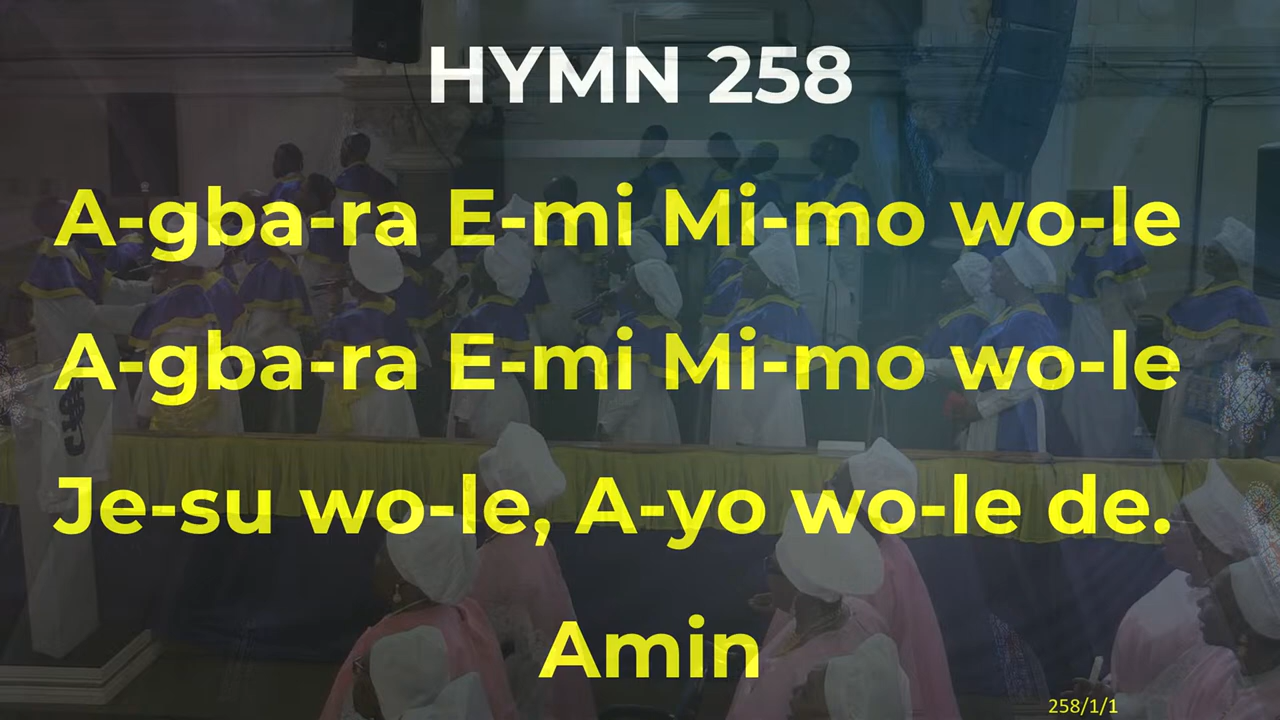 HYMN 258
A-gba-ra E-mi Mi-mo wo-le
A-gba-ra E-mi Mi-mo wo-le
Je-su wo-le, A-yo wo-le de.
Amin
258/1/1